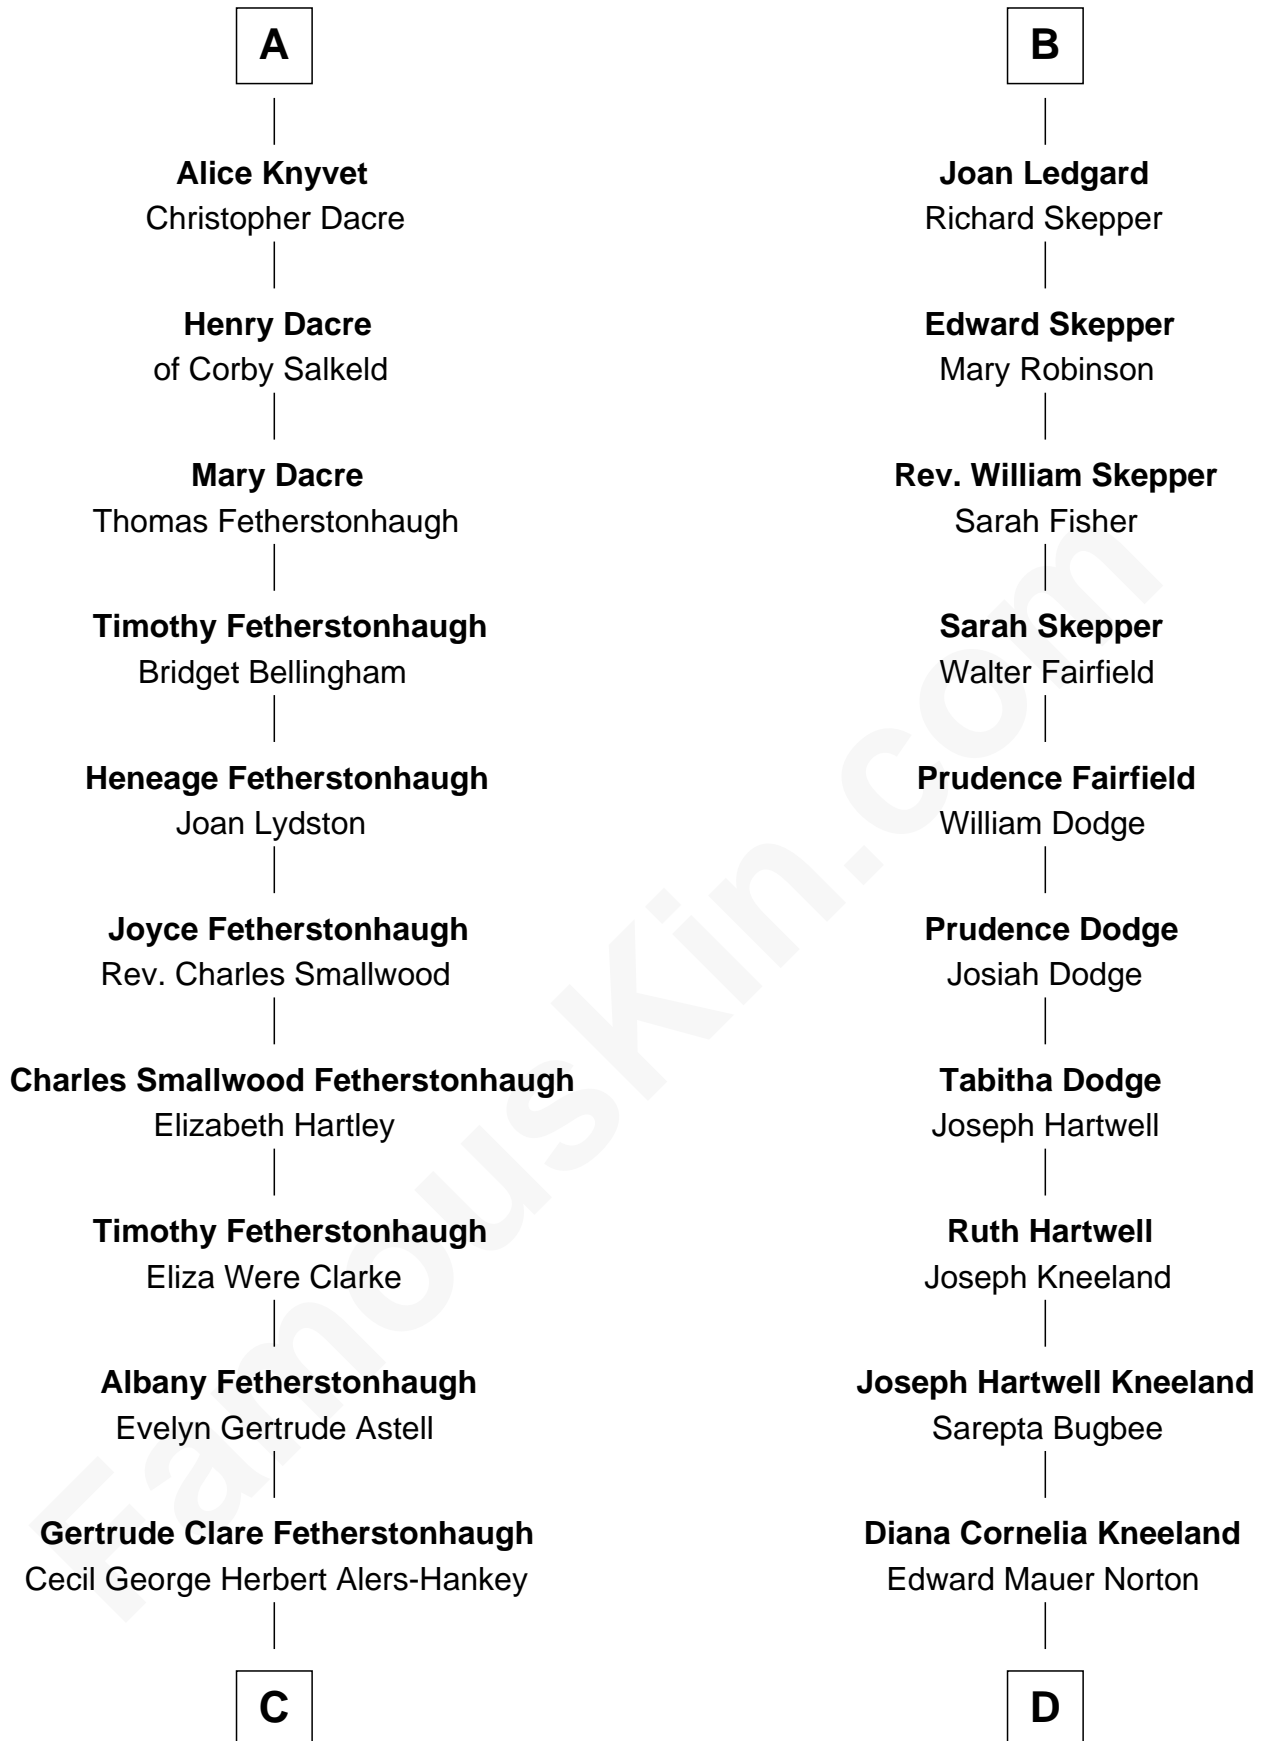 A
Alice Knyvet
Christopher Dacre
Henry Dacre
of Corby Salkeld
Mary Dacre
Thomas Fetherstonhaugh
Timothy Fetherstonhaugh
Bridget Bellingham
Heneage Fetherstonhaugh
Joan Lydston
Joyce Fetherstonhaugh
Rev. Charles Smallwood
Charles Smallwood Fetherstonhaugh
Elizabeth Hartley
Timothy Fetherstonhaugh
Eliza Were Clarke
Albany Fetherstonhaugh
Evelyn Gertrude Astell
Gertrude Clare Fetherstonhaugh
Cecil George Herbert Alers-Hankey
C
B
Joan Ledgard
Richard Skepper
Edward Skepper
Mary Robinson
Rev. William Skepper
Sarah Fisher
Sarah Skepper
Walter Fairfield
Prudence Fairfield
William Dodge
Prudence Dodge
Josiah Dodge
Tabitha Dodge
Joseph Hartwell
Ruth Hartwell
Joseph Kneeland
Joseph Hartwell Kneeland
Sarepta Bugbee
Diana Cornelia Kneeland
Edward Mauer Norton
D
FamousKin.com